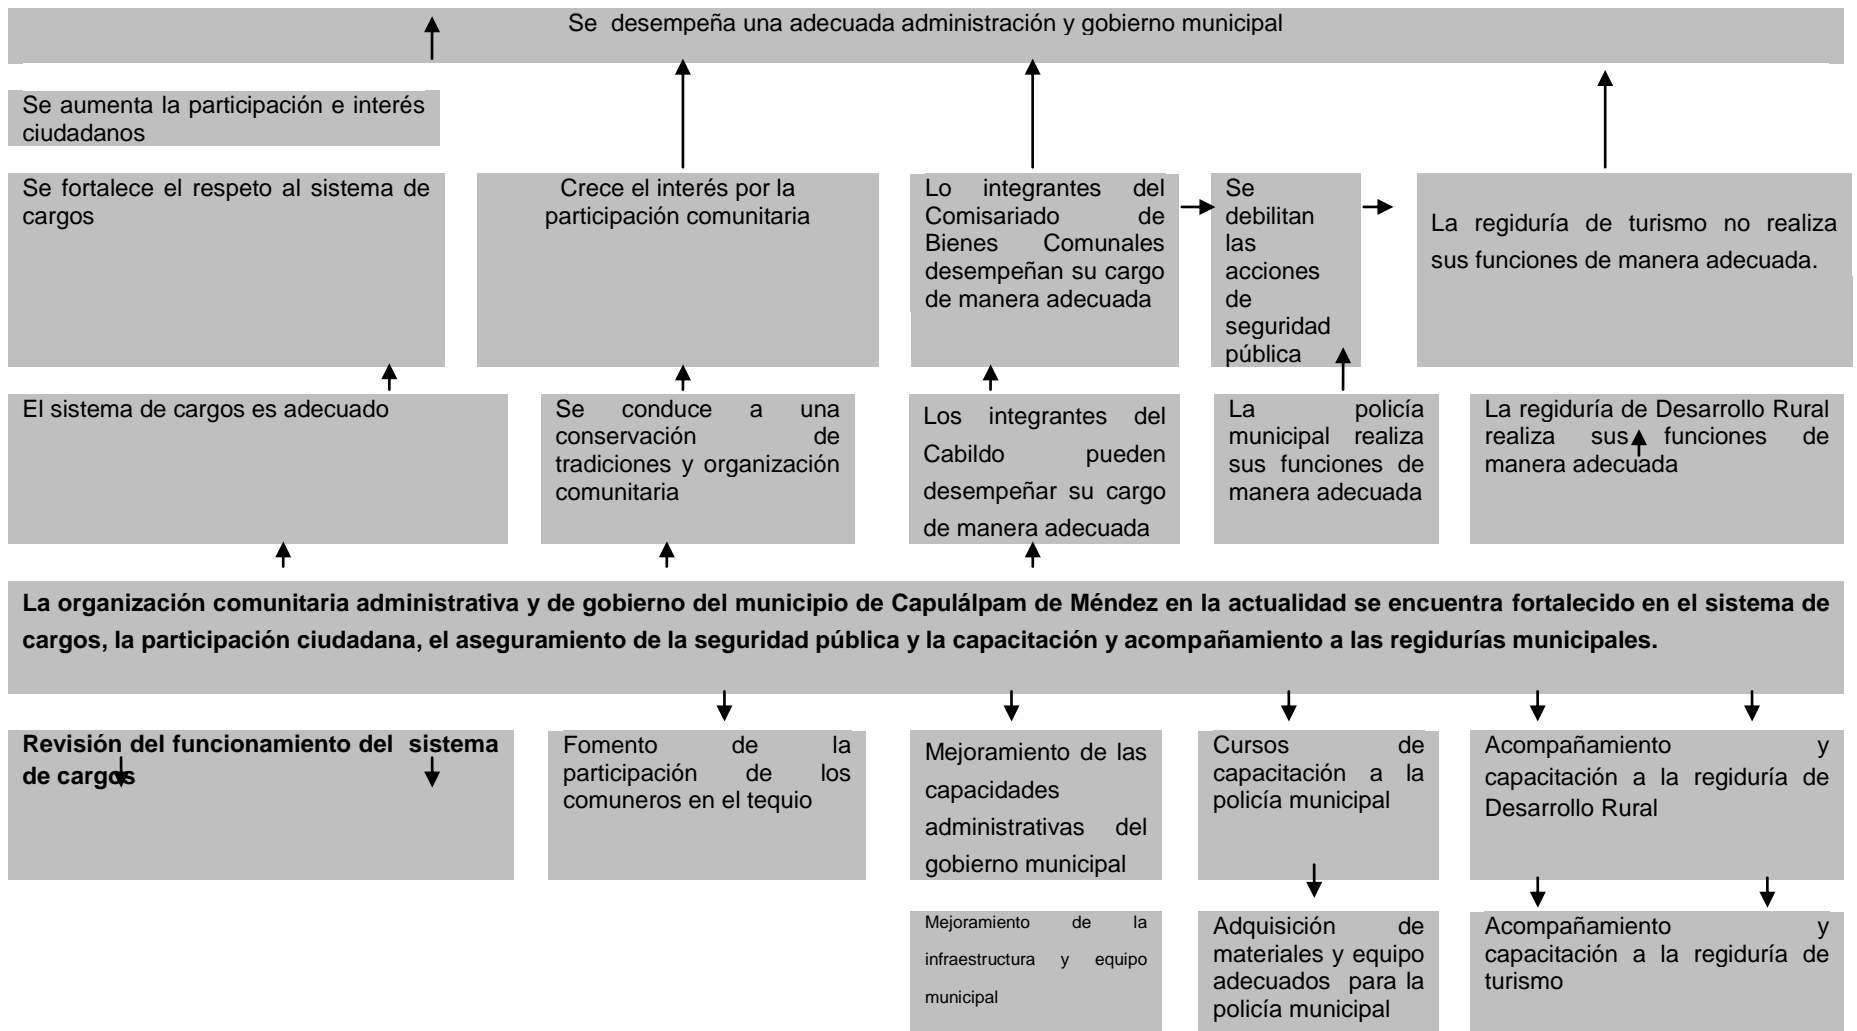 Se desempeña una adecuada administración y gobierno municipal
Se aumenta la participación e interés
ciudadanos
Se fortalece el respeto al sistema de
cargos
Crece el interés por la
participación comunitaria
Lo integrantes del
Comisariado de
Bienes Comunales
desempeñan su cargo
de manera adecuada
Se
debilitan
las
acciones
de
seguridad
pública
La regiduría de turismo no realiza
sus funciones de manera adecuada.
El sistema de cargos es adecuado
Se conduce a una
conservación de
tradiciones y organización
comunitaria
Los integrantes del
Cabildo pueden
desempeñar su cargo
de manera adecuada
La policía
municipal realiza
sus funciones de
manera adecuada
La regiduría de Desarrollo Rural
realiza sus funciones de
manera adecuada
La organización comunitaria administrativa y de gobierno del municipio de Capulálpam de Méndez en la actualidad se encuentra fortalecido en el sistema de
cargos, la participación ciudadana, el aseguramiento de la seguridad pública y la capacitación y acompañamiento a las regidurías municipales.
Revisión del funcionamiento del sistema
de cargos
Fomento de la
participación de los
comuneros en el tequio
Mejoramiento de las
capacidades
administrativas del
gobierno municipal
Cursos de
capacitación a la
policía municipal
Acompañamiento y
capacitación a la regiduría de
Desarrollo Rural
Mejoramiento de la
infraestructura y equipo
municipal
Adquisición de
materiales y equipo
adecuados para la
policía municipal
Acompañamiento y
capacitación a la regiduría de
turismo